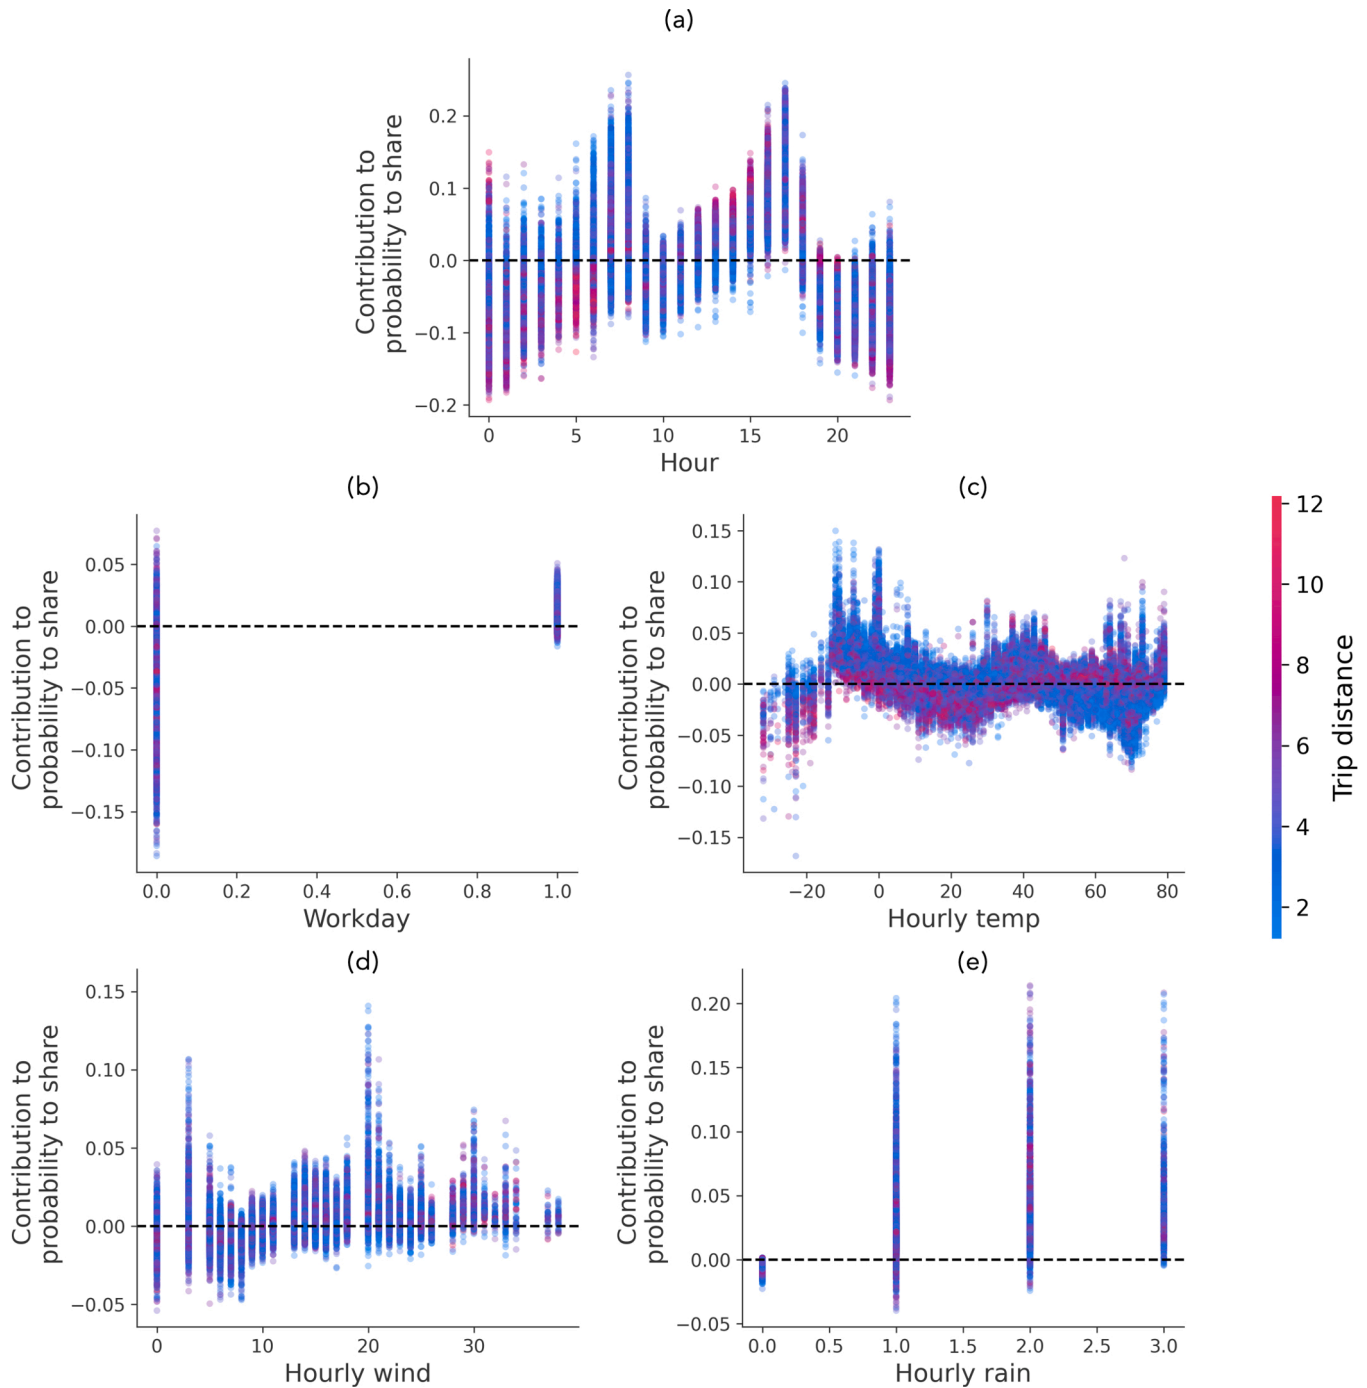 (a)
Contribution to
probability to share
0.2
0.1
0.0
−0.1
−0.2
0 5 10 15 20
Hour
(b)
Contribution to
probability to share
0.05
0.00
−0.05
−0.10
−0.15
0.0 0.2 0.4 0.6 0.8 1.0
Workday
(c)
Contribution to
probability to share
0.15
0.10
0.05
0.00
−0.05
−0.10
−0.15
−20 0 20 40 60 80
Hourly temp
12
10
8
6
4
2
Trip distance
(d)
Contribution to
probability to share
0.15
0.10
0.05
0.00
−0.05
0 10 20 30
Hourly wind
(e)
Contribution to
probability to share
0.20
0.15
0.10
0.05
0.00
−0.05
0.0 0.5 1.0 1.5 2.0 2.5 3.0
Hourly rain